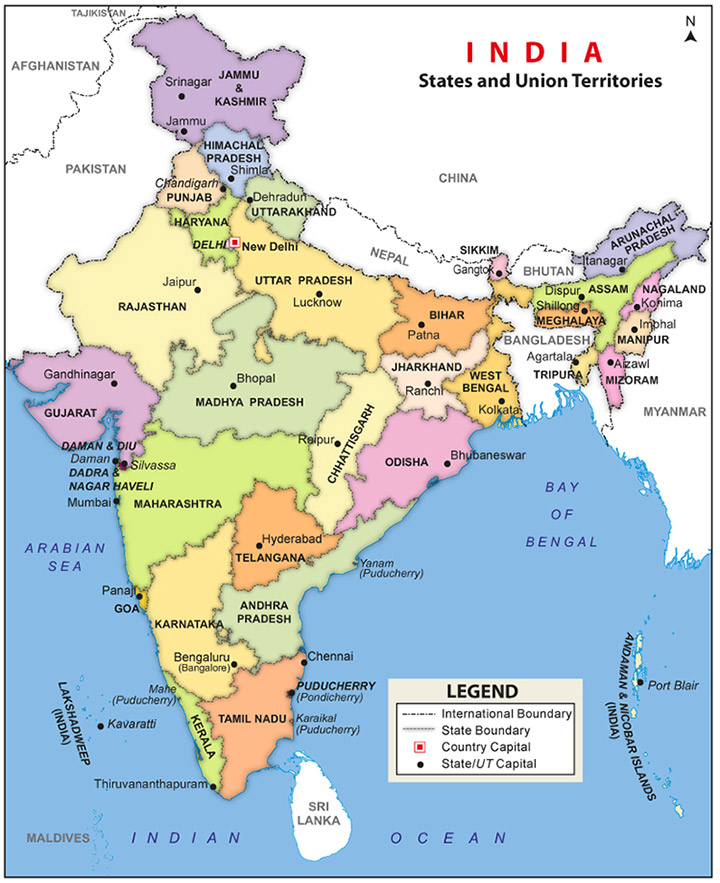 TAJIKISTAN
AFGHANISTAN
N
INDIA
States and Union Territories
JAMMU
&
KASHMIR
Srinagar
Jammu
PAKISTAN
CHINA
HIMACHAL
PRADESH
Shimla
Chandigarh
PUNJAB
Dehradun
UTTARAKHAND
HARYANA
DELHI
New Delhi
NEPAL
SIKKIM
Gangtok
BHUTAN
ARUNACHAL
PRADESH
Itanagar
Jaipur
RAJASTHAN
UTTAR PRADESH
Lucknow
BIHAR
Patna
Dispur
ASSAM
NAGALAND
Kohima
Shillong
MEGHALAYA
Imphal
MANIPUR
BANGLADESH
Agartala
TRIPURA
Aizawl
MIZORAM
MYANMAR
Gandhinagar
GUJARAT
Bhopal
MADHYA PRADESH
JHARKHAND
Ranchi
WEST
BENGAL
Kolkata
CHHATTISGARH
Raipur
ODISHA
Bhubaneswar
DAMAN & DIU
Daman
Silvassa
DADRA &
NAGAR HAVELI
Mumbai
MAHARASHTRA
BAY
OF
BENGAL
ARABIAN
SEA
Hyderabad
TELANGANA
Yanam
(Puducherry)
Panaji
GOA
KARNATAKA
ANDHRA
PRADESH
Bengaluru
(Bangalore)
Chennai
Mahe
(Puducherry)
PUDUCHERRY
(Pondicherry)
Karaikal
(Puducherry)
TAMIL NADU
KERALA
Thiruvananthapuram
LAKSHADWEEP
(INDIA)
Kavaratti
ANDAMAN & NICOBAR ISLANDS
(INDIA)
Port Blair
LEGEND
International Boundary
State Boundary
Country Capital
State/UT Capital
SRI
LANKA
MALDIVES
INDIAN OCEAN